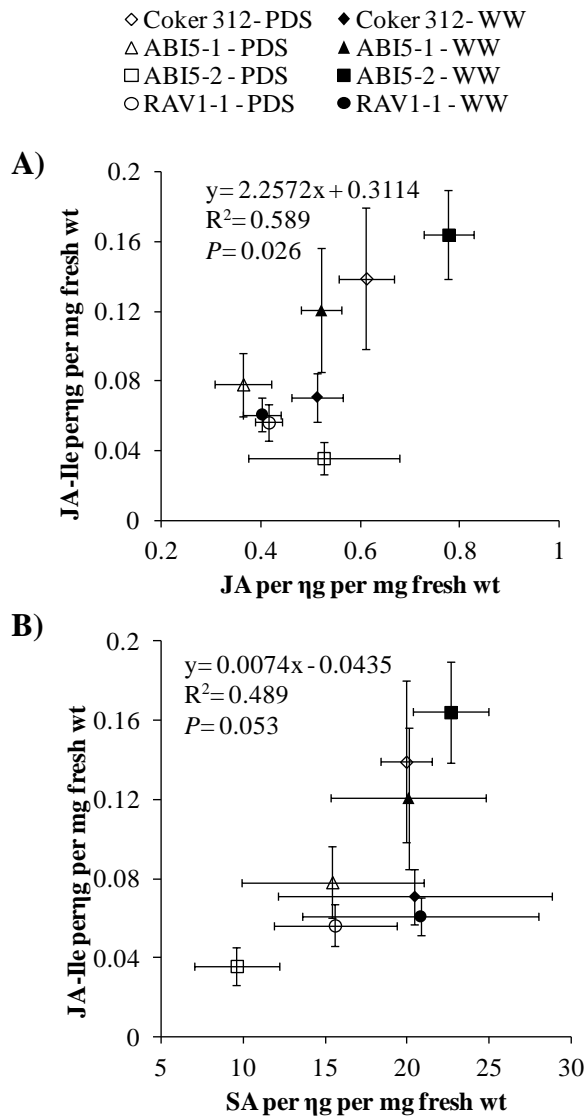 Coker 312- PDS Coker 312- WW
ABI5-1 - PDS ABI5-1 - WW
ABI5-2 - PDS ABI5-2 - WW
RAV1-1 - PDS RAV1-1 - WW
A)
y= 2.2572x + 0.3114
R²= 0.589
P= 0.026
JA-Ile perηg per mg fresh wt
0.2
0.16
0.12
0.08
0.04
0
0.2 0.4 0.6 0.8 1
JA per ηg per mg fresh wt
B)
y= 0.0074x - 0.0435
R²= 0.489
P= 0.053
JA-Ile perηg per mg fresh wt
0.2
0.16
0.12
0.08
0.04
0
5 10 15 20 25 30
SA per ηg per mg fresh wt